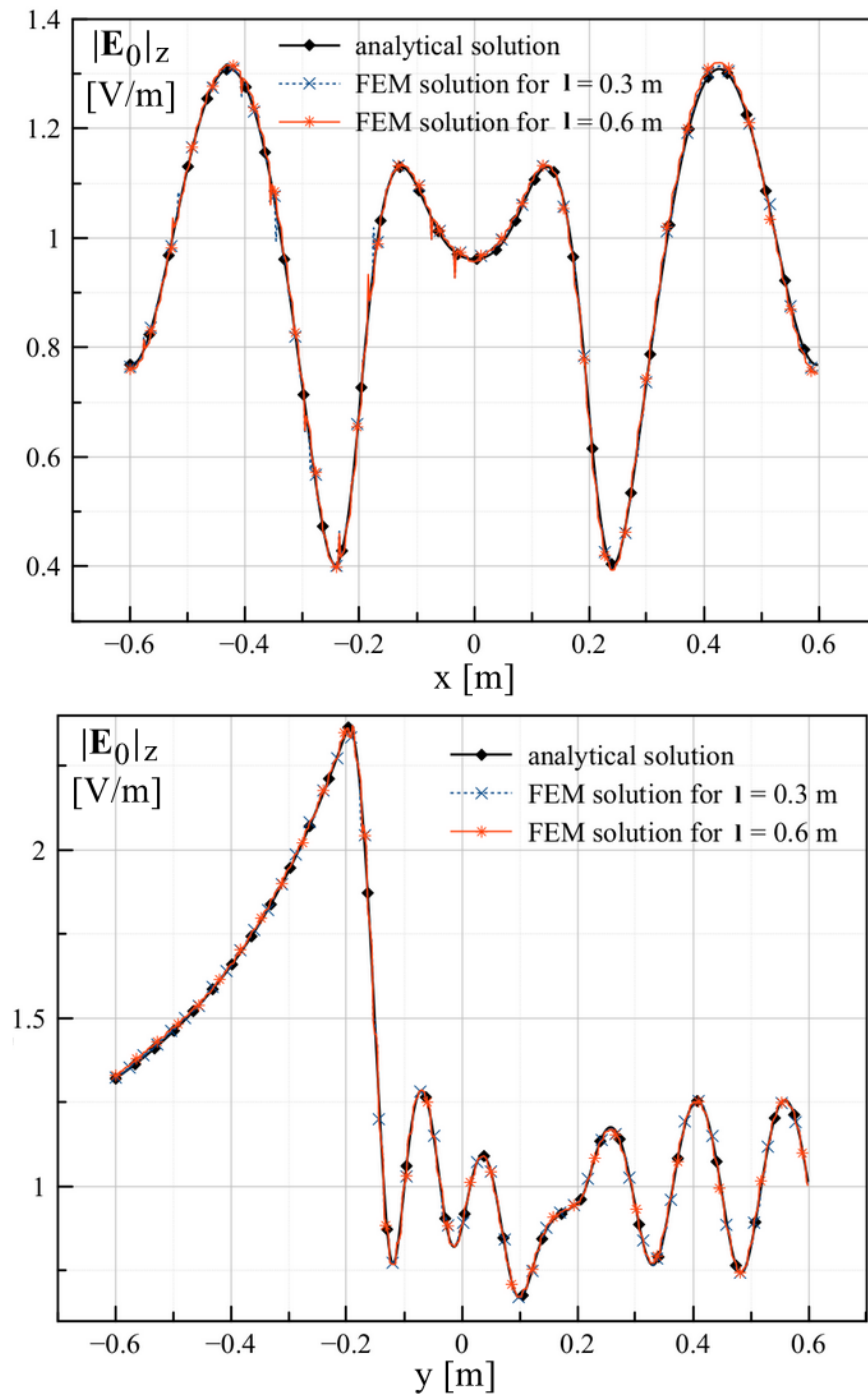 1.4
|E₀|z
[V/m]
analytical solution
FEM solution for l = 0.3 m
FEM solution for l = 0.6 m
1.2
1
0.8
0.6
0.4
−0.6 −0.4 −0.2 0 0.2 0.4 0.6
x [m]
|E₀|z
[V/m]
analytical solution
FEM solution for l = 0.3 m
FEM solution for l = 0.6 m
2
1.5
1
−0.6 −0.4 −0.2 0 0.2 0.4 0.6
y [m]